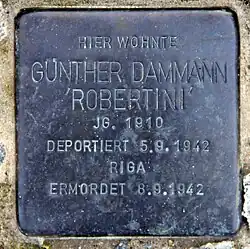 HIER WOHNTE
GÜNTHER DAMMANN
'ROBERTINI'
JG. 1910
DEPORTIERT 5.9.1942
RIGA
ERMORDET 8.9.1942